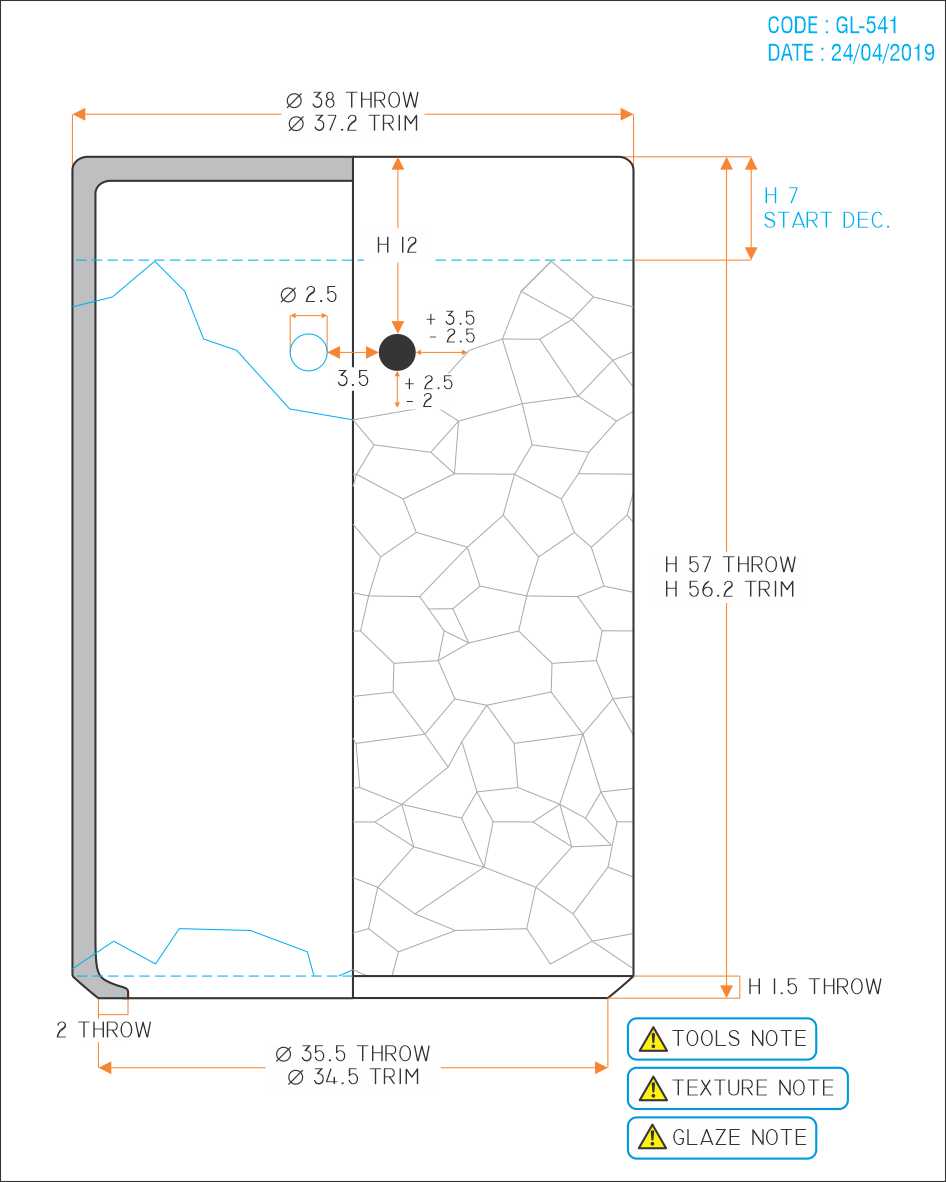 CODE : GL-541
DATE : 24/04/2019
Ø 38 THROW
Ø 37.2 TRIM
H 7
START DEC.
H 12
Ø 2.5
+ 3.5
- 2.5
3.5
+ 2.5
- 2
H 57 THROW
H 56.2 TRIM
H 1.5 THROW
2 THROW
Ø 35.5 THROW
Ø 34.5 TRIM
TOOLS NOTE
TEXTURE NOTE
GLAZE NOTE